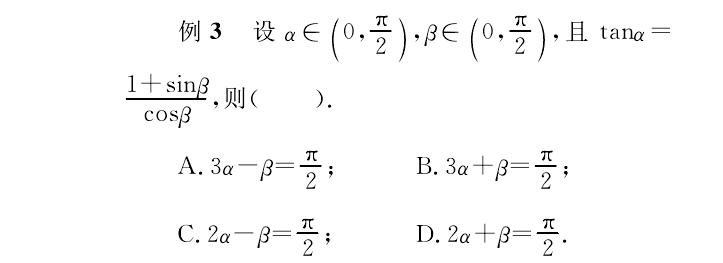 例 3 设 α∈(0,π/2),β∈(0,π/2),且 tanα=
(1+sinβ)/cosβ,则(  ).
A. 3α−β=π/2; B. 3α+β=π/2;
C. 2α−β=π/2; D. 2α+β=π/2.